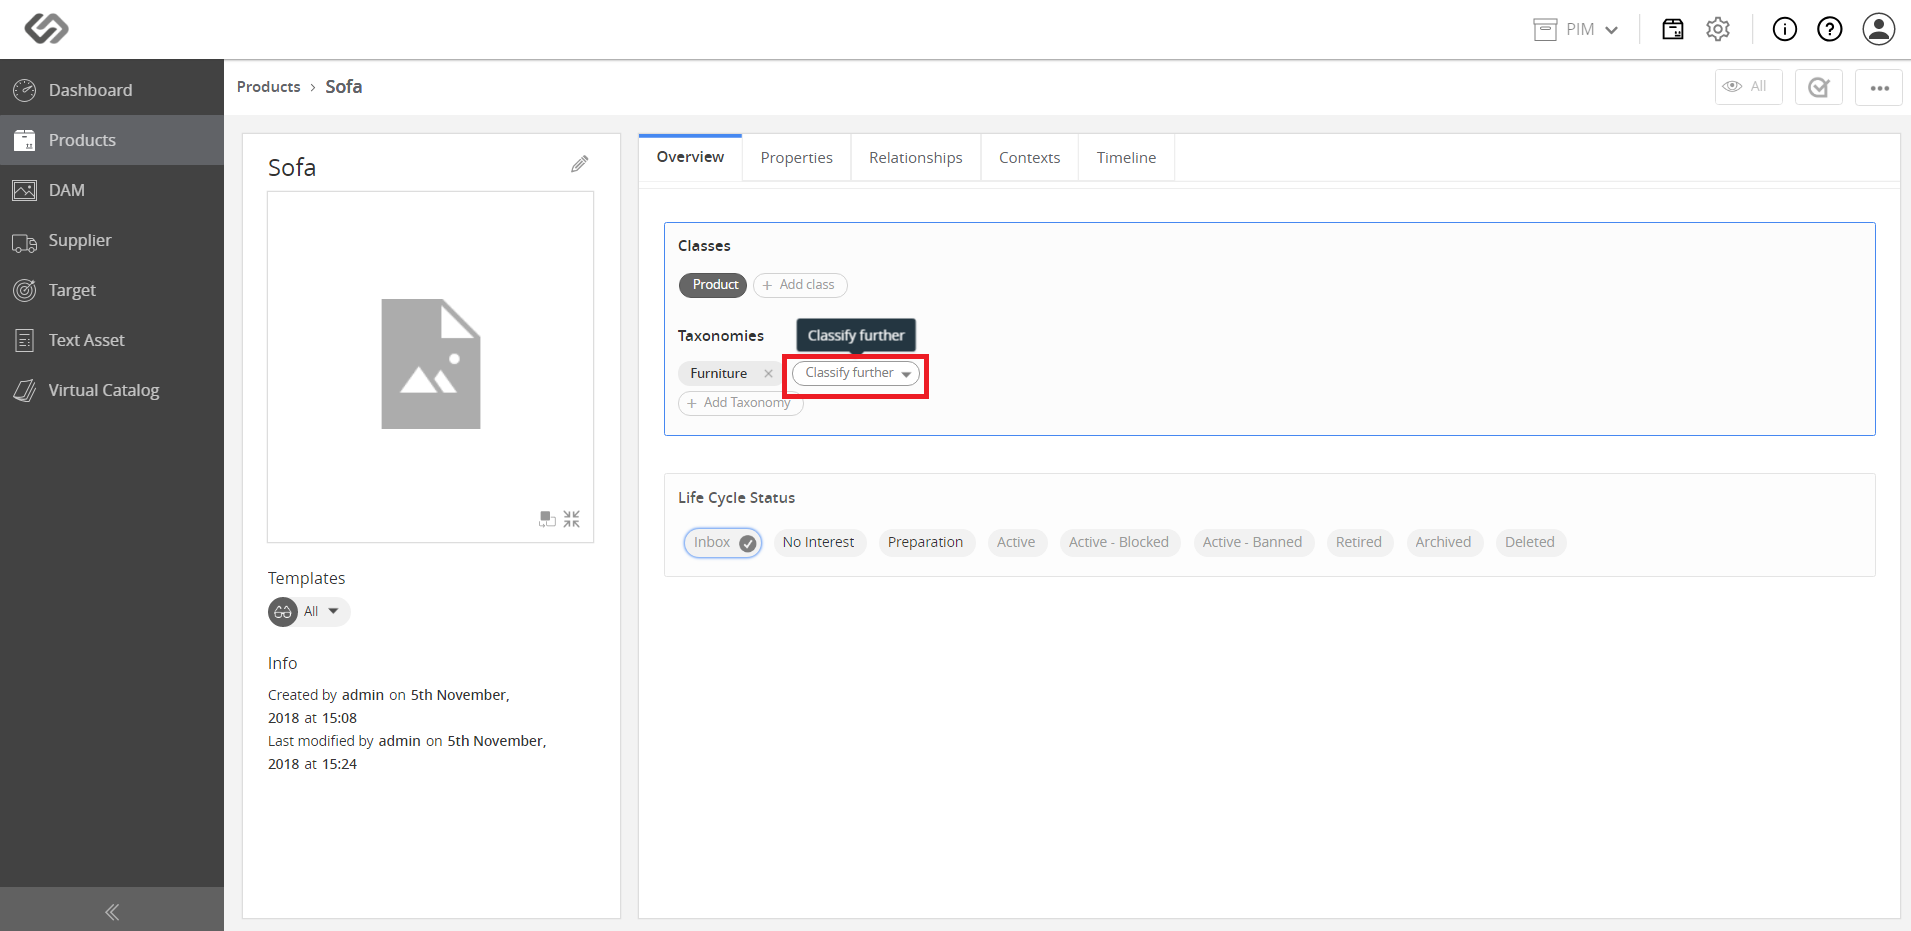 PIM
Dashboard
Products
DAM
Supplier
Target
Text Asset
Virtual Catalog
Products › Sofa
All
Sofa
Templates
All
Info
Created by admin on 5th November,
2018 at 15:08
Last modified by admin on 5th November,
2018 at 15:24
Overview
Properties
Relationships
Contexts
Timeline
Classes
Product
+ Add class
Taxonomies
Classify further
Furniture ×
Classify further
+ Add Taxonomy
Life Cycle Status
Inbox
No Interest
Preparation
Active
Active - Blocked
Active - Banned
Retired
Archived
Deleted